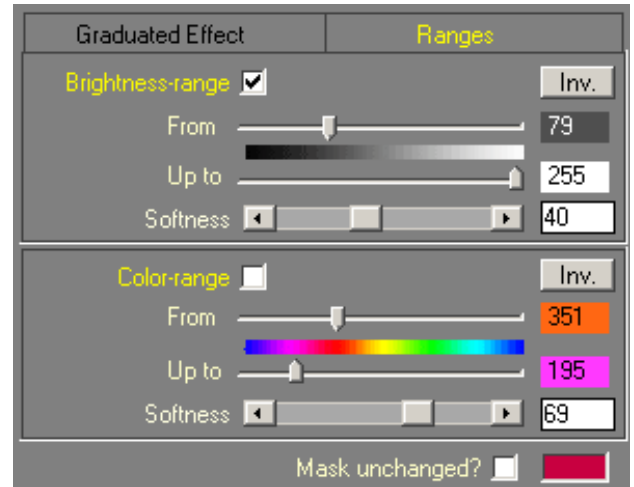 Graduated Effect Ranges
Brightness-range Inv.
From 79
Up to 255
Softness 40
Color-range Inv.
From 351
Up to 195
Softness 69
Mask unchanged?